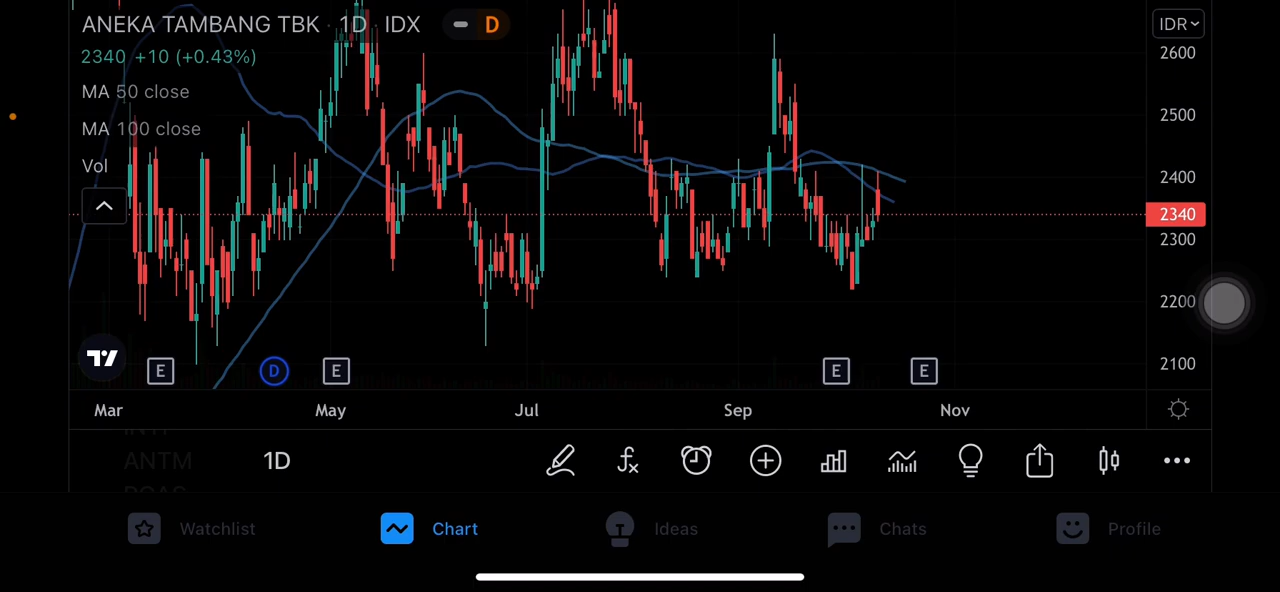 ANEKA TAMBANG TBK · 1D · IDX D IDR
2340 +10 (+0.43%)
2600
MA 50 close
2500
MA 100 close
Vol
2400
2340
2300
2200
2100
E D E E E
Mar May Jul Sep Nov
ANTM 1D
Watchlist Chart Ideas Chats Profile